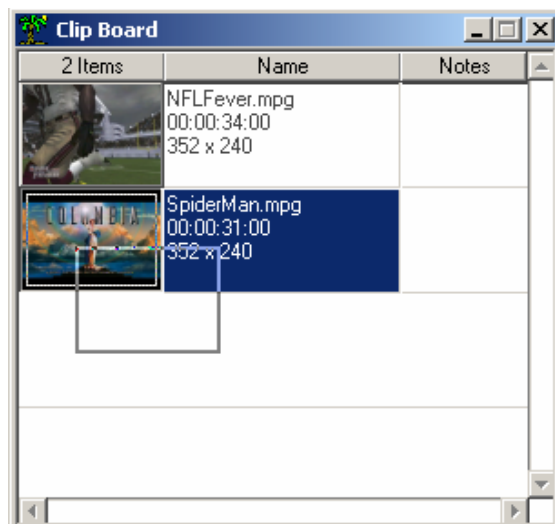 Clip Board
2 Items Name Notes
NFLFever.mpg
00:00:34:00
352 x 240
COLUMBIA
SpiderMan.mpg
00:00:31:00
352 x 240